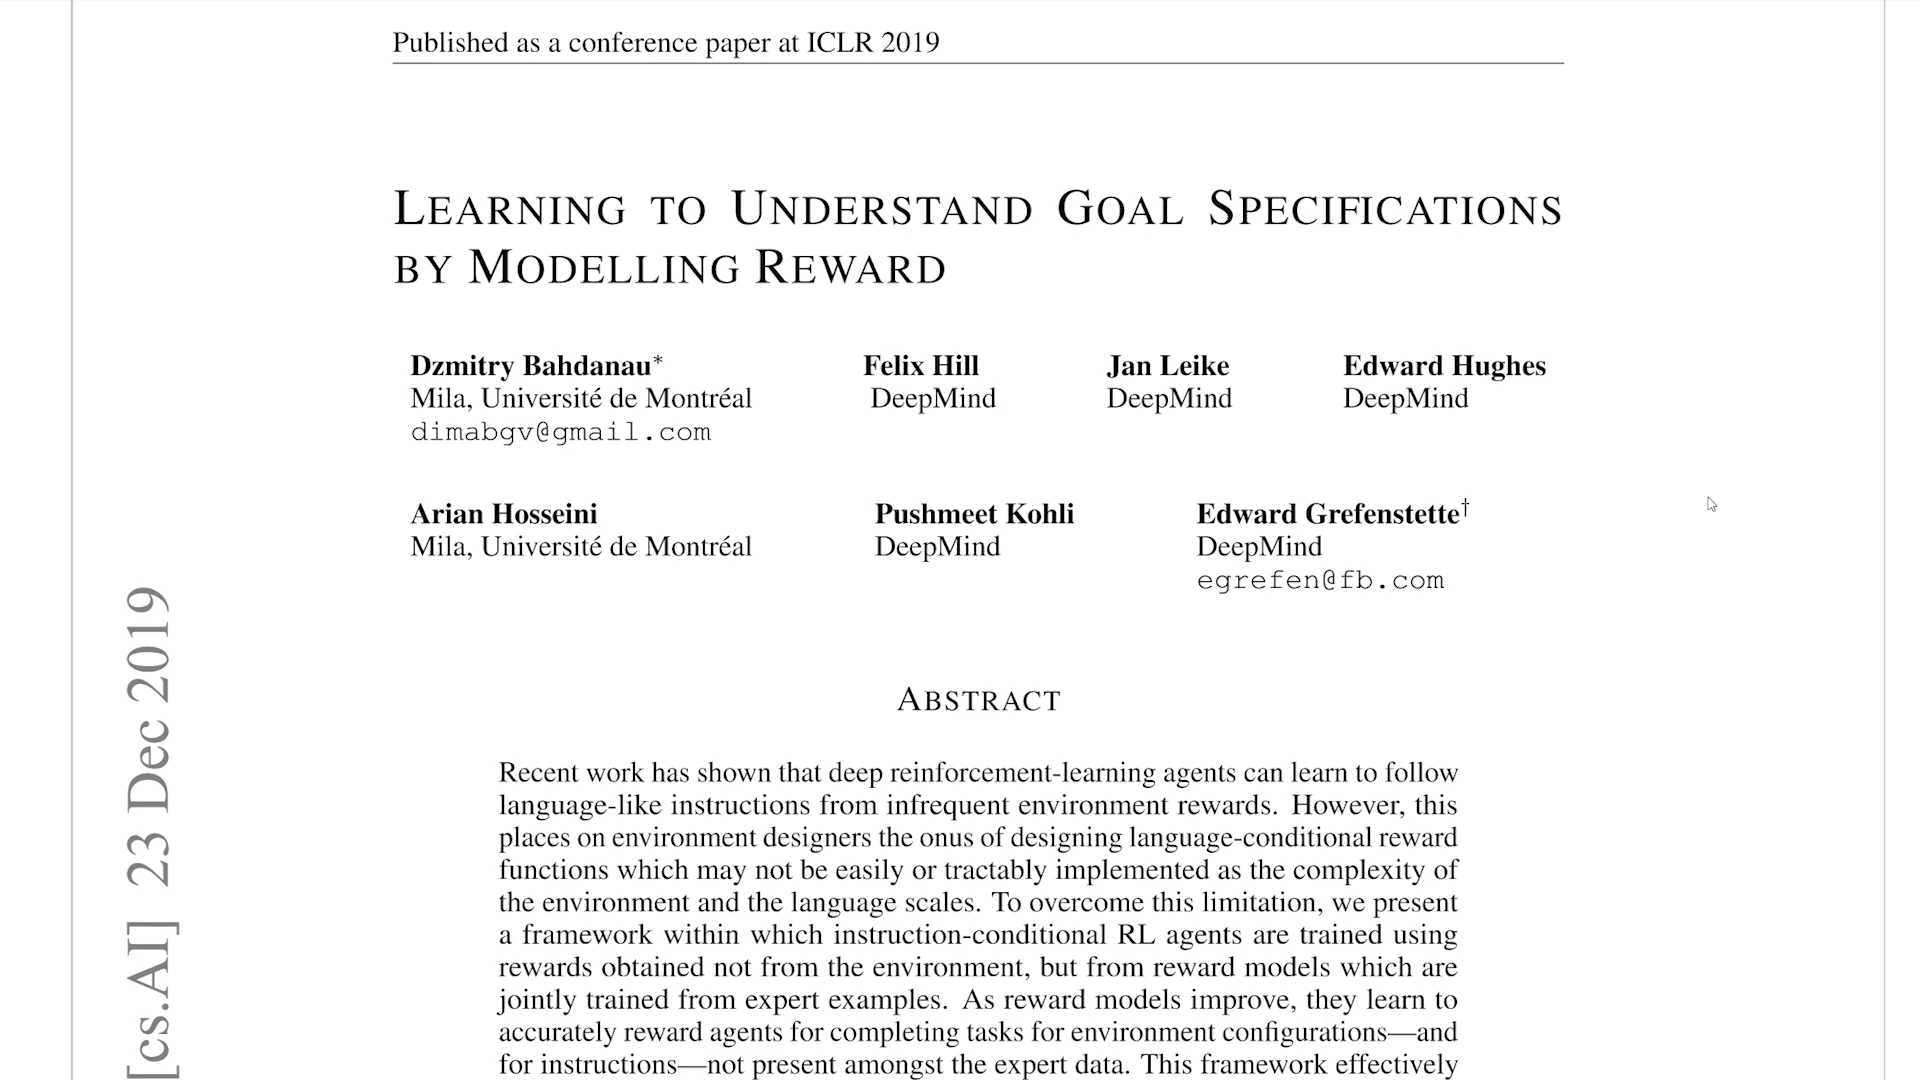 Published as a conference paper at ICLR 2019
LEARNING TO UNDERSTAND GOAL SPECIFICATIONS
BY MODELLING REWARD
Dzmitry Bahdanau* Felix Hill Jan Leike Edward Hughes
Mila, Université de Montréal DeepMind DeepMind DeepMind
dimabgv@gmail.com
Arian Hosseini Pushmeet Kohli Edward Grefenstette†
Mila, Université de Montréal DeepMind DeepMind
egrefen@fb.com
ABSTRACT
Recent work has shown that deep reinforcement-learning agents can learn to follow
language-like instructions from infrequent environment rewards. However, this
places on environment designers the onus of designing language-conditional reward
functions which may not be easily or tractably implemented as the complexity of
the environment and the language scales. To overcome this limitation, we present
a framework within which instruction-conditional RL agents are trained using
rewards obtained not from the environment, but from reward models which are
jointly trained from expert examples. As reward models improve, they learn to
accurately reward agents for completing tasks for environment configurations—and
for instructions—not present amongst the expert data. This framework effectively
[cs.AI] 23 Dec 2019